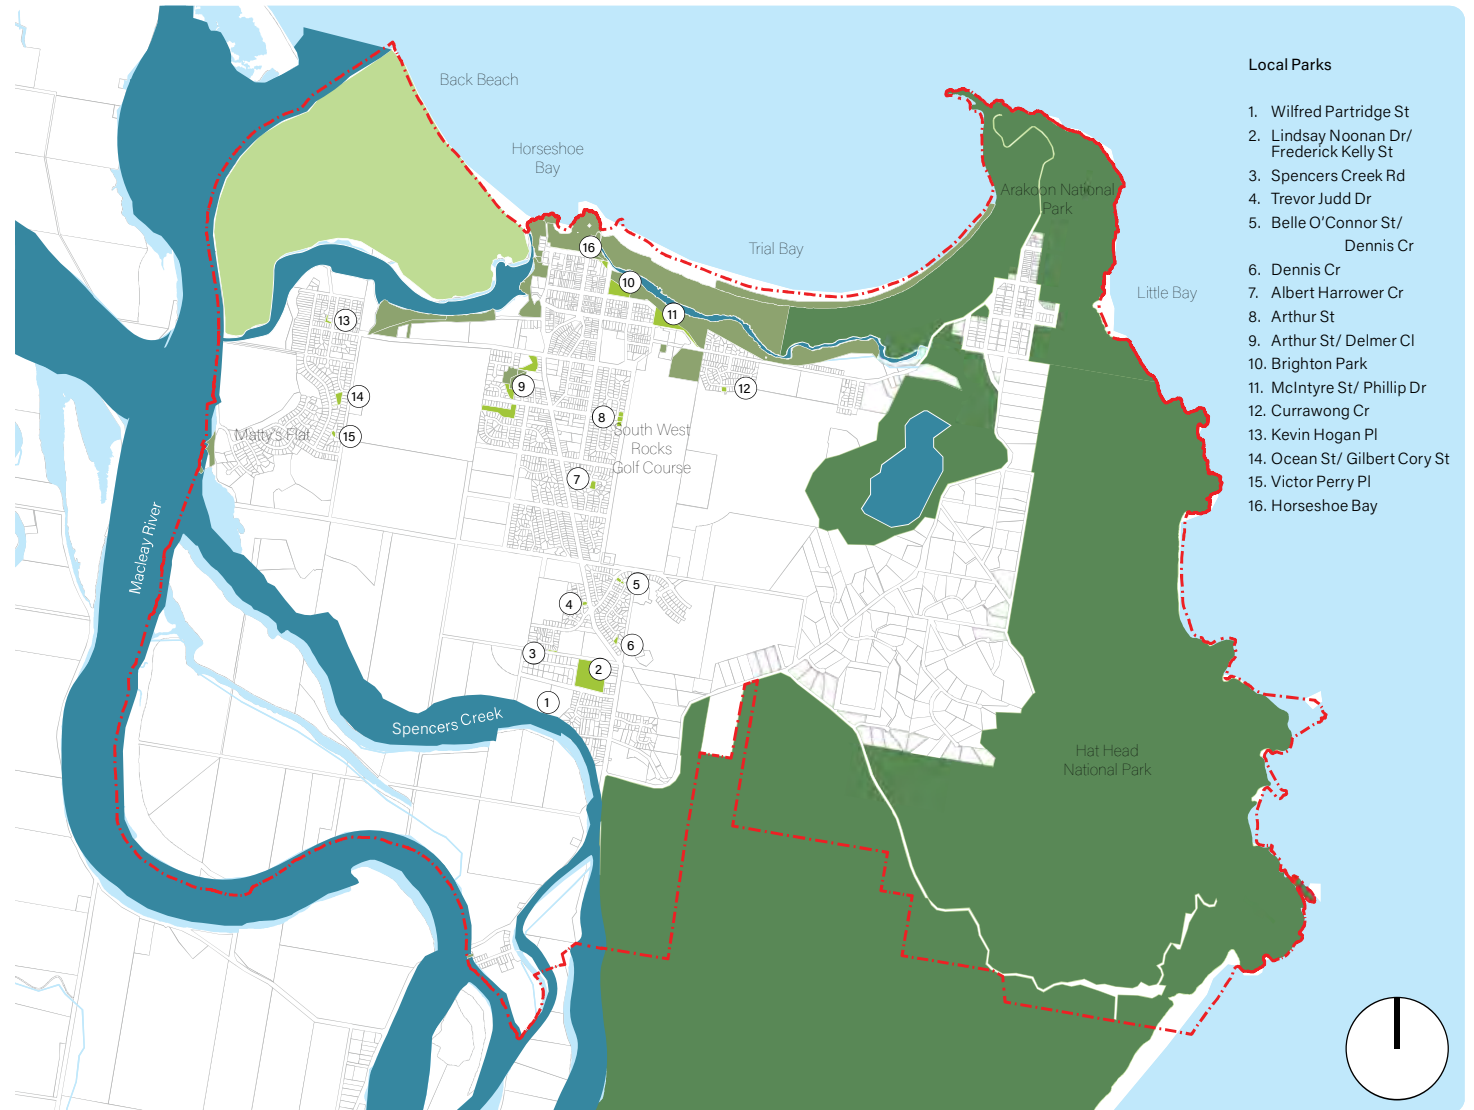 Back Beach
Horseshoe
Bay
Trial Bay
Arakoon National
Park
Little Bay
Matty's Flat
South West
Rocks
Golf Course
Macleay River
Spencers Creek
Hat Head
National Park
16
10
11
13
9
12
14
8
15
7
5
4
6
3
2
1
Local Parks
1. Wilfred Partridge St
2. Lindsay Noonan Dr/
Frederick Kelly St
3. Spencers Creek Rd
4. Trevor Judd Dr
5. Belle O'Connor St/
Dennis Cr
6. Dennis Cr
7. Albert Harrower Cr
8. Arthur St
9. Arthur St/ Delmer Cl
10. Brighton Park
11. McIntyre St/ Phillip Dr
12. Currawong Cr
13. Kevin Hogan Pl
14. Ocean St/ Gilbert Cory St
15. Victor Perry Pl
16. Horseshoe Bay